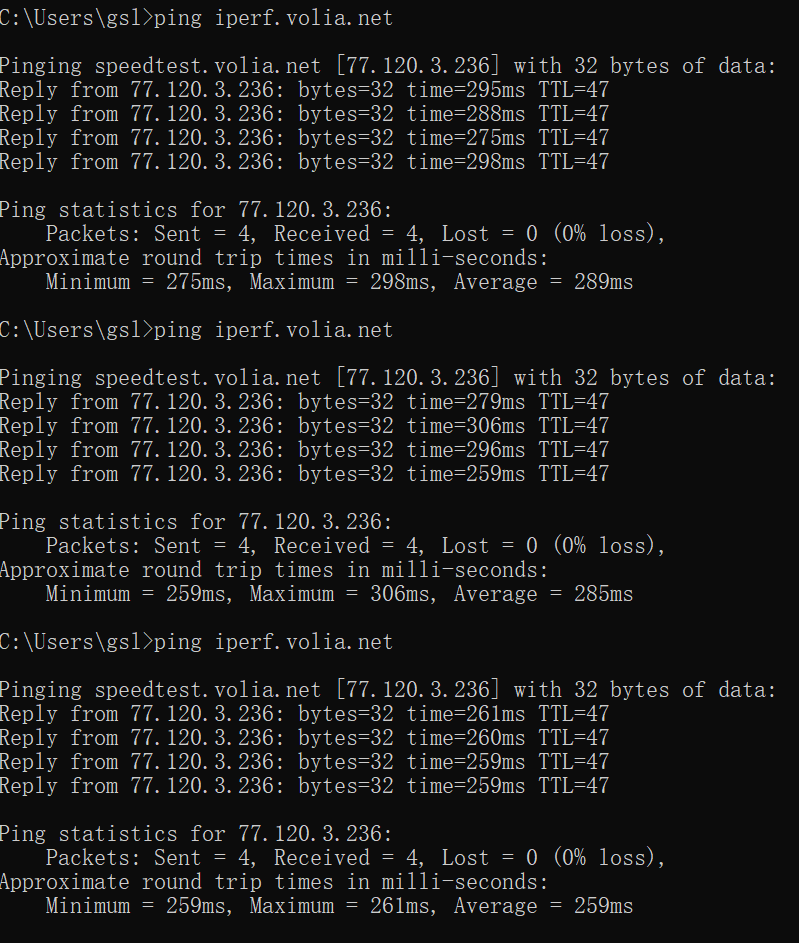 C:\Users\gsl>ping iperf.volia.net
Pinging speedtest.volia.net [77.120.3.236] with 32 bytes of data:
Reply from 77.120.3.236: bytes=32 time=295ms TTL=47
Reply from 77.120.3.236: bytes=32 time=288ms TTL=47
Reply from 77.120.3.236: bytes=32 time=275ms TTL=47
Reply from 77.120.3.236: bytes=32 time=298ms TTL=47
Ping statistics for 77.120.3.236:
    Packets: Sent = 4, Received = 4, Lost = 0 (0% loss),
Approximate round trip times in milli-seconds:
    Minimum = 275ms, Maximum = 298ms, Average = 289ms
C:\Users\gsl>ping iperf.volia.net
Pinging speedtest.volia.net [77.120.3.236] with 32 bytes of data:
Reply from 77.120.3.236: bytes=32 time=279ms TTL=47
Reply from 77.120.3.236: bytes=32 time=306ms TTL=47
Reply from 77.120.3.236: bytes=32 time=296ms TTL=47
Reply from 77.120.3.236: bytes=32 time=259ms TTL=47
Ping statistics for 77.120.3.236:
    Packets: Sent = 4, Received = 4, Lost = 0 (0% loss),
Approximate round trip times in milli-seconds:
    Minimum = 259ms, Maximum = 306ms, Average = 285ms
C:\Users\gsl>ping iperf.volia.net
Pinging speedtest.volia.net [77.120.3.236] with 32 bytes of data:
Reply from 77.120.3.236: bytes=32 time=261ms TTL=47
Reply from 77.120.3.236: bytes=32 time=260ms TTL=47
Reply from 77.120.3.236: bytes=32 time=259ms TTL=47
Reply from 77.120.3.236: bytes=32 time=259ms TTL=47
Ping statistics for 77.120.3.236:
    Packets: Sent = 4, Received = 4, Lost = 0 (0% loss),
Approximate round trip times in milli-seconds:
    Minimum = 259ms, Maximum = 261ms, Average = 259ms